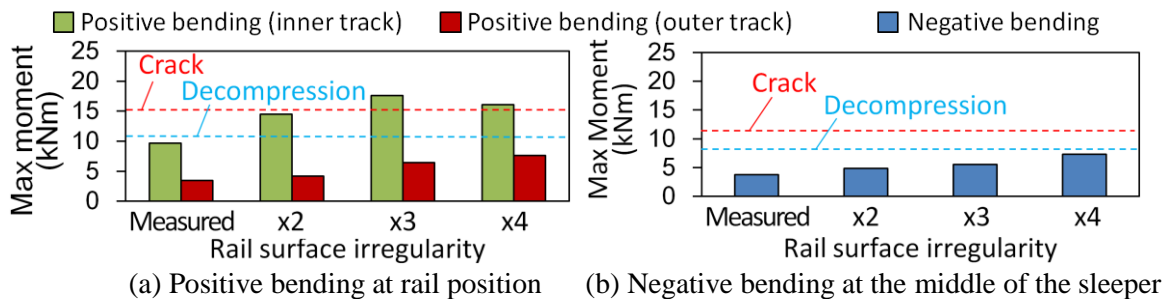 Positive bending (inner track) Positive bending (outer track) Negative bending
Max moment
(kNm)
25
20
15
10
5
0
Crack
Decompression
Measured x2 x3 x4
Rail surface irregularity
(a) Positive bending at rail position
Max Moment
(kNm)
25
20
15
10
5
0
Crack
Decompression
Measured x2 x3 x4
Rail surface irregularity
(b) Negative bending at the middle of the sleeper